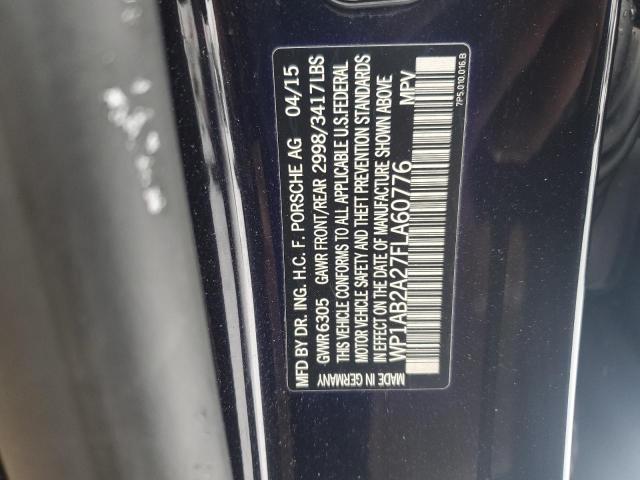 MFD BY DR. ING. H.C. F. PORSCHE AG 04/15
GWR 6305 GAWR FRONT/REAR 2998/3417LBS
THIS VEHICLE CONFORMS TO ALL APPLICABLE U.S.FEDERAL
MOTOR VEHICLE SAFETY AND THEFT PREVENTION STANDARDS
IN EFFECT ON THE DATE OF MANUFACTURE SHOWN ABOVE
WP1AB2A27FLA60776 MPV
MADE IN GERMANY
7P5.010.016.B